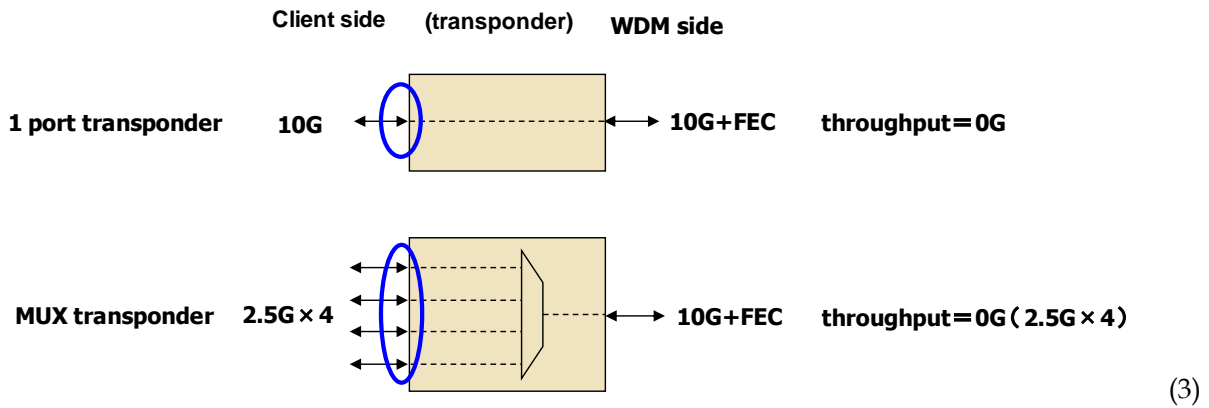 Client side (transponder) WDM side
1 port transponder 10G 10G+FEC throughput=0G
MUX transponder 2.5G×4 10G+FEC throughput=0G(2.5G×4)
(3)